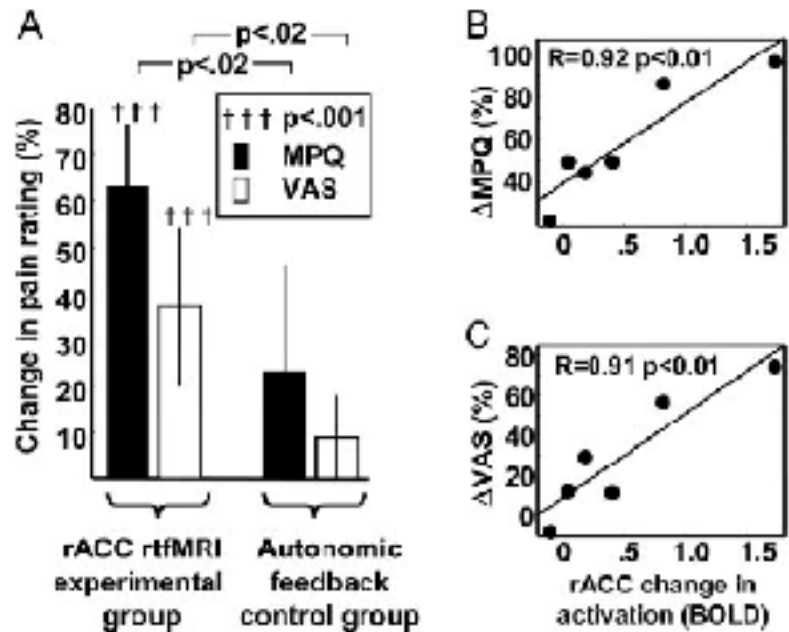 A
p<.02
p<.02
Change in pain rating (%)
80
70
60
50
40
30
20
10
†††
†††
††† p<.001
MPQ
VAS
rACC rtfMRI
experimental
group
Autonomic
feedback
control group
B
R=0.92 p<0.01
ΔMPQ (%)
100
80
60
40
0 .5 1.0 1.5
C
R=0.91 p<0.01
ΔVAS (%)
80
60
40
20
0
0 .5 1.0 1.5
rACC change in
activation (BOLD)